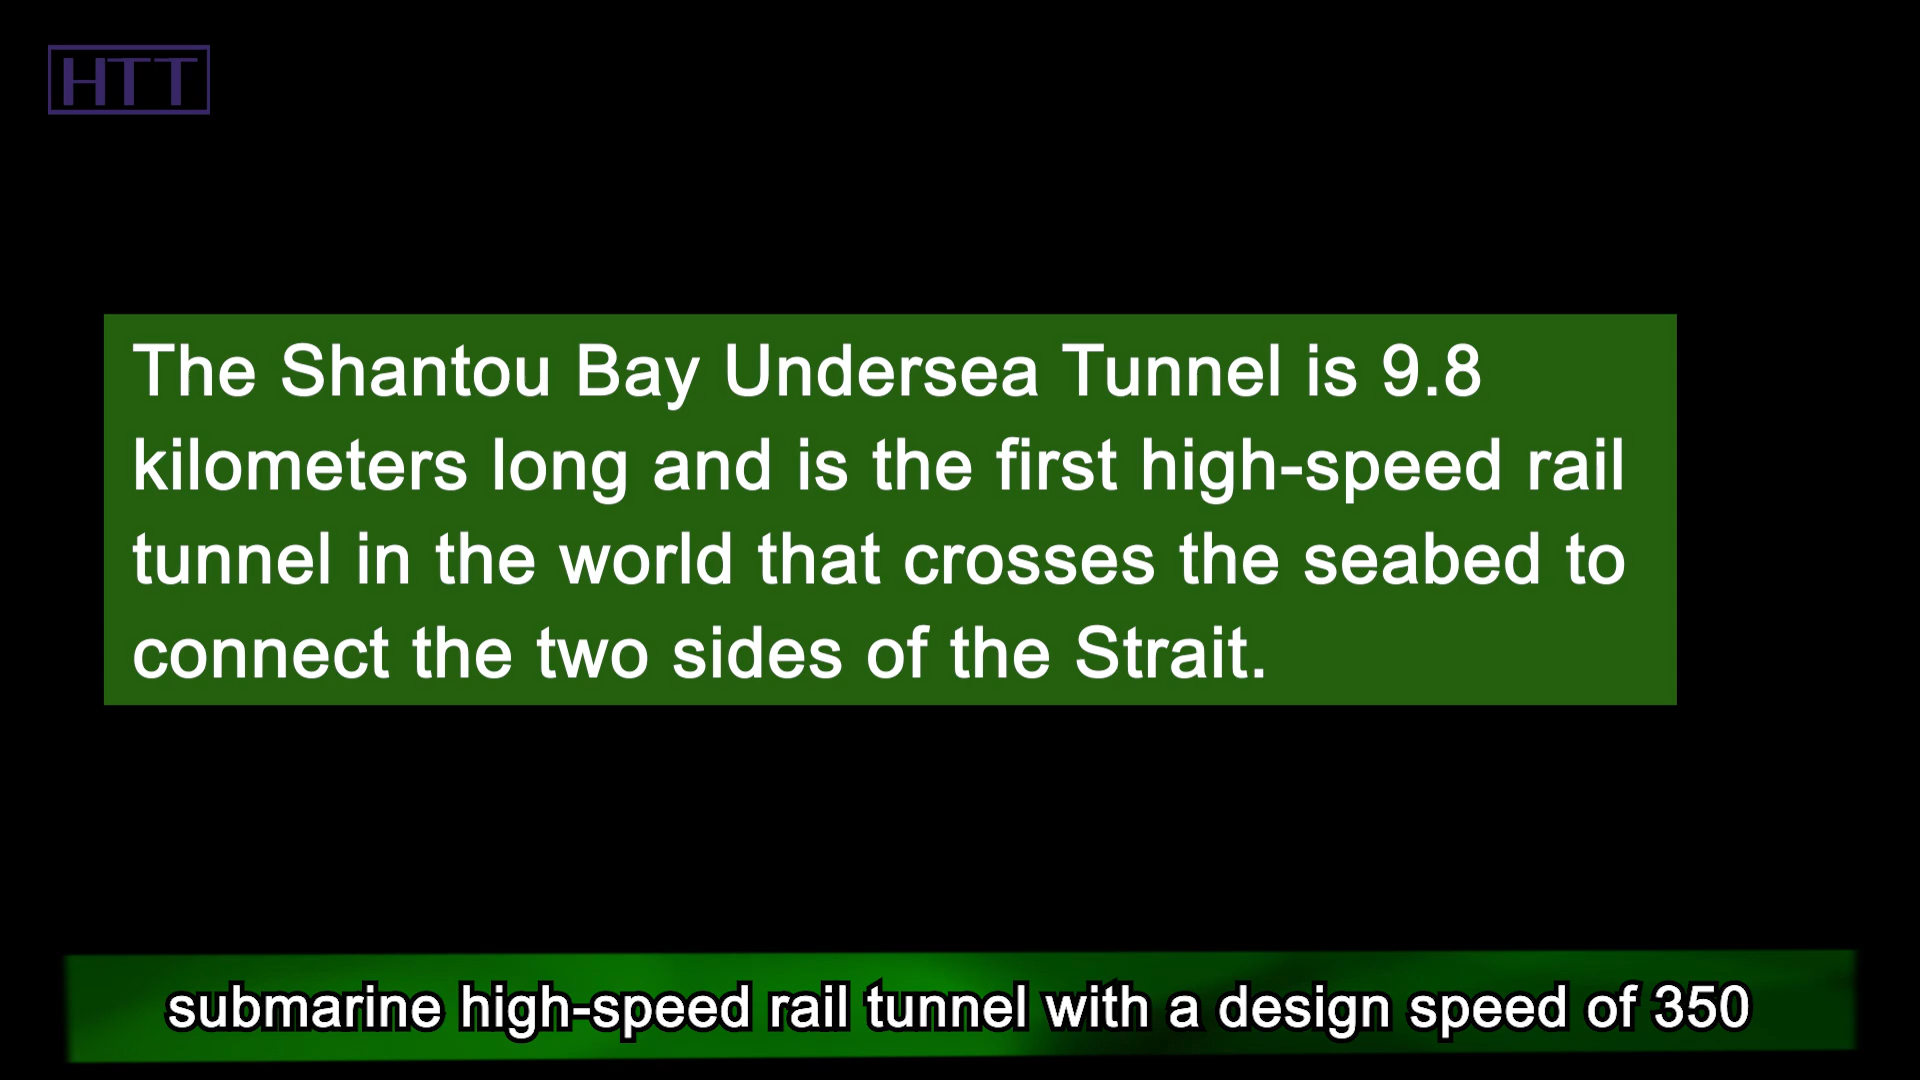 HTT
The Shantou Bay Undersea Tunnel is 9.8
kilometers long and is the first high-speed rail
tunnel in the world that crosses the seabed to
connect the two sides of the Strait.
submarine high-speed rail tunnel with a design speed of 350